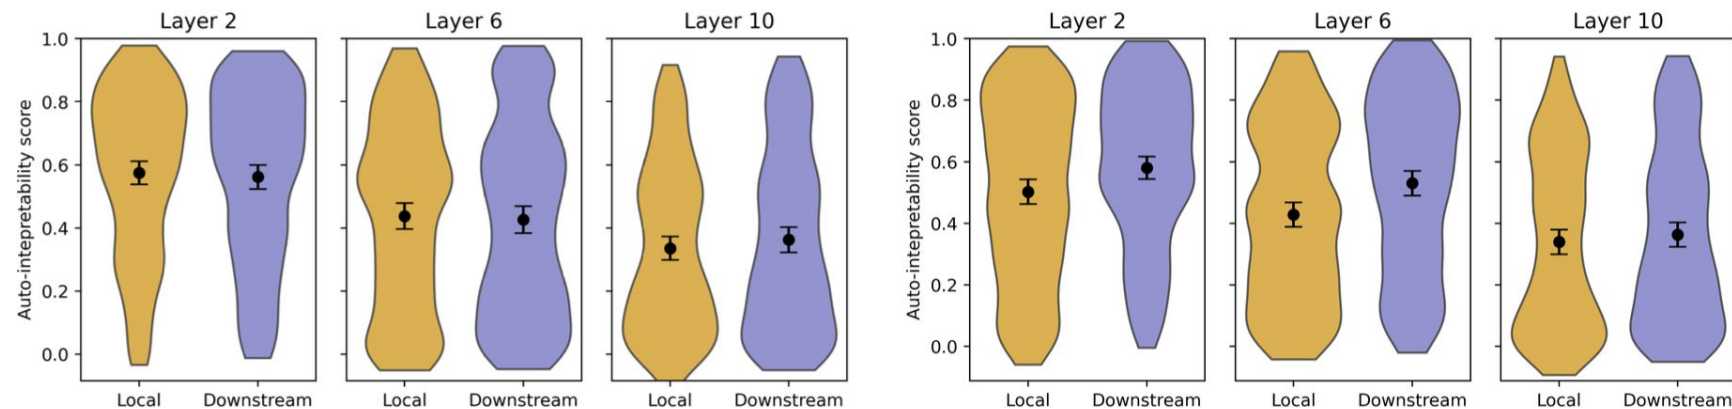 Layer 2
Layer 6
Layer 10
Auto-intepretability score
1.0
0.8
0.6
0.4
0.2
0.0
Local Downstream
Local Downstream
Local Downstream
Layer 2
Layer 6
Layer 10
Auto-intepretability score
1.0
0.8
0.6
0.4
0.2
0.0
Local Downstream
Local Downstream
Local Downstream